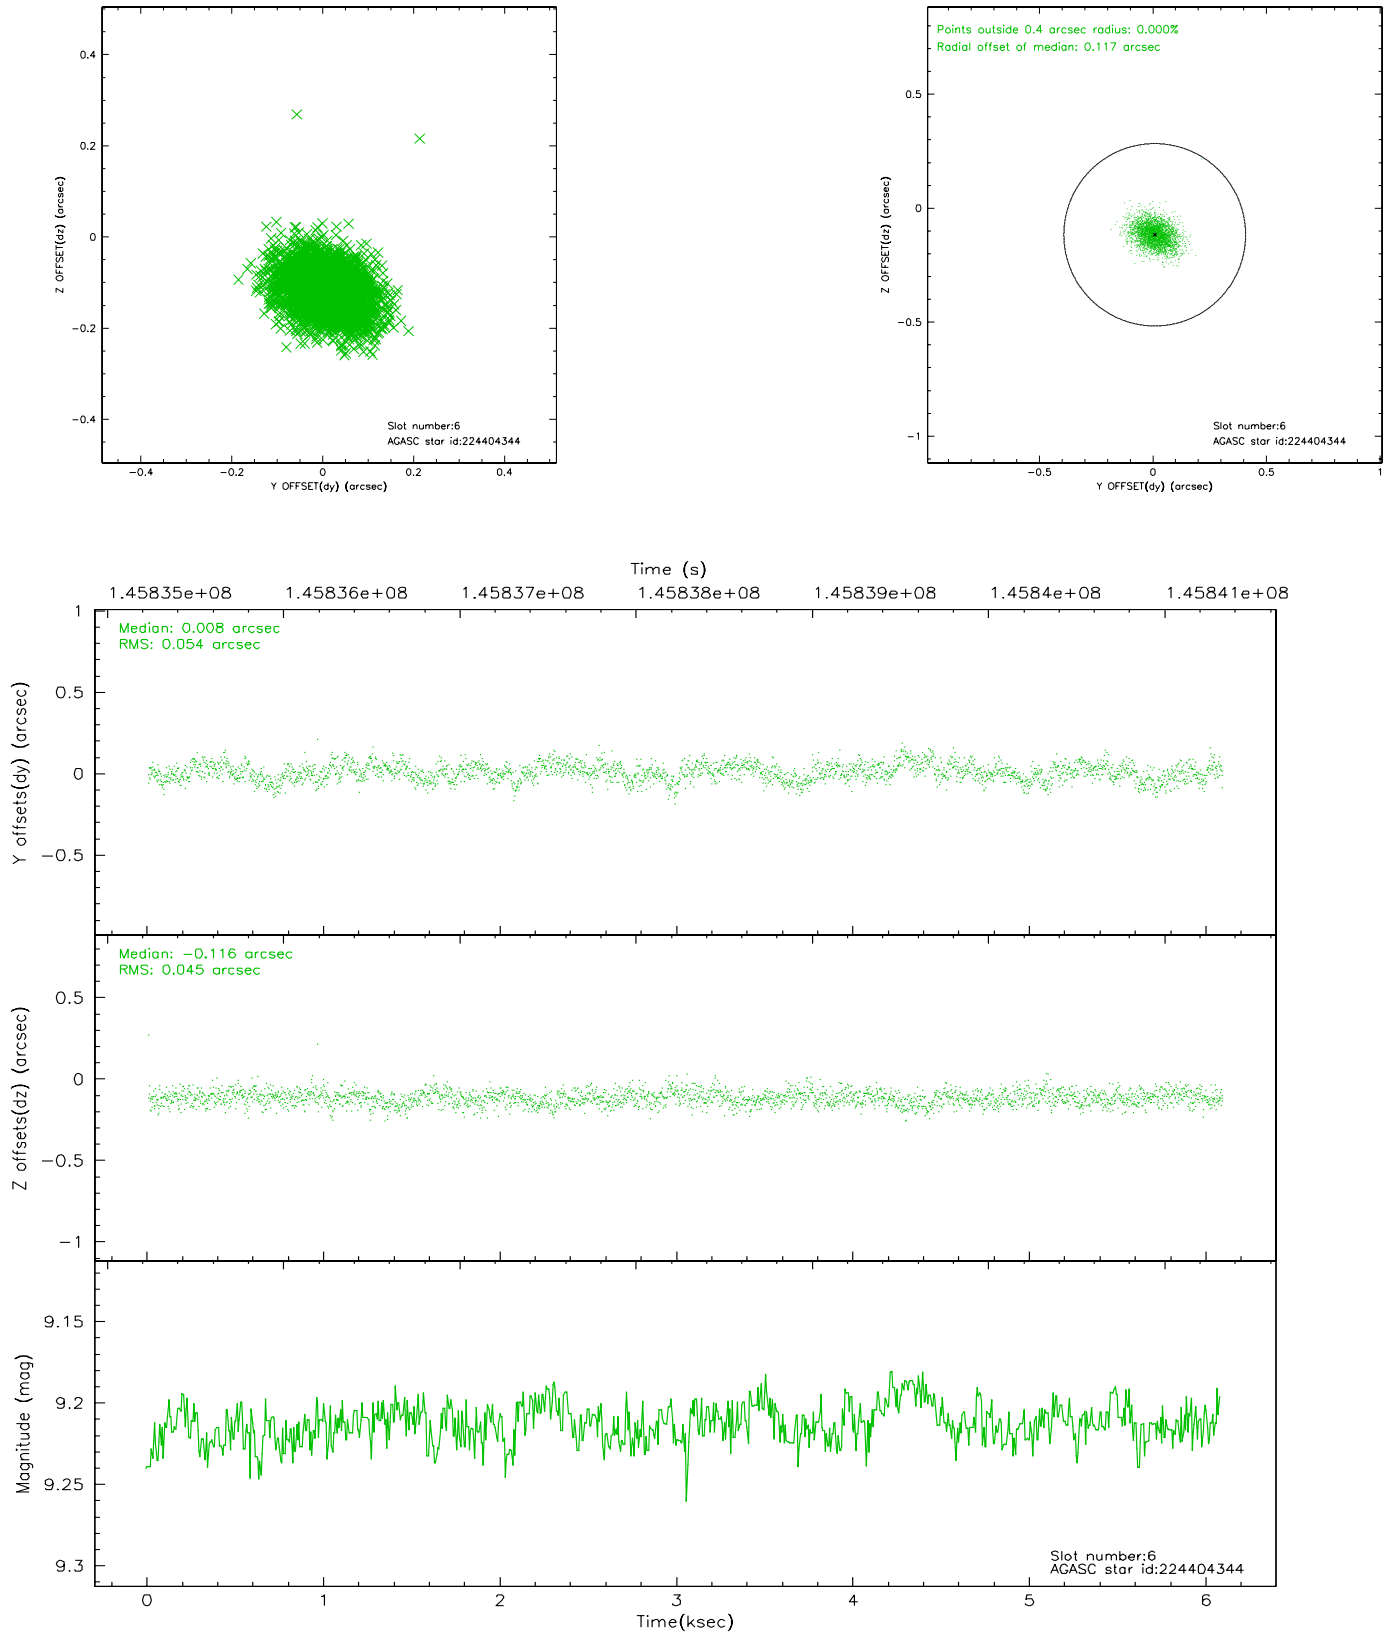 0.4
0.2
0
−0.2
−0.4
Z OFFSET(dz) (arcsec)
Slot number:6
AGASC star id:224404344
−0.4
−0.2
0
0.2
0.4
Y OFFSET(dy) (arcsec)
Points outside 0.4 arcsec radius: 0.000%
Radial offset of median: 0.117 arcsec
0.5
0
−0.5
−1
Z OFFSET(dz) (arcsec)
Slot number:6
AGASC star id:224404344
−0.5
0
0.5
1
Y OFFSET(dy) (arcsec)
Time (s)
1.45835e+08
1.45836e+08
1.45837e+08
1.45838e+08
1.45839e+08
1.4584e+08
1.45841e+08
Median: 0.008 arcsec
RMS: 0.054 arcsec
1
0.5
0
−0.5
Y offsets(dy) (arcsec)
Median: −0.116 arcsec
RMS: 0.045 arcsec
0.5
0
−0.5
−1
Z offsets(dz) (arcsec)
9.15
9.2
9.25
9.3
Magnitude (mag)
Slot number:6
AGASC star id:224404344
0
1
2
3
4
5
6
Time(ksec)